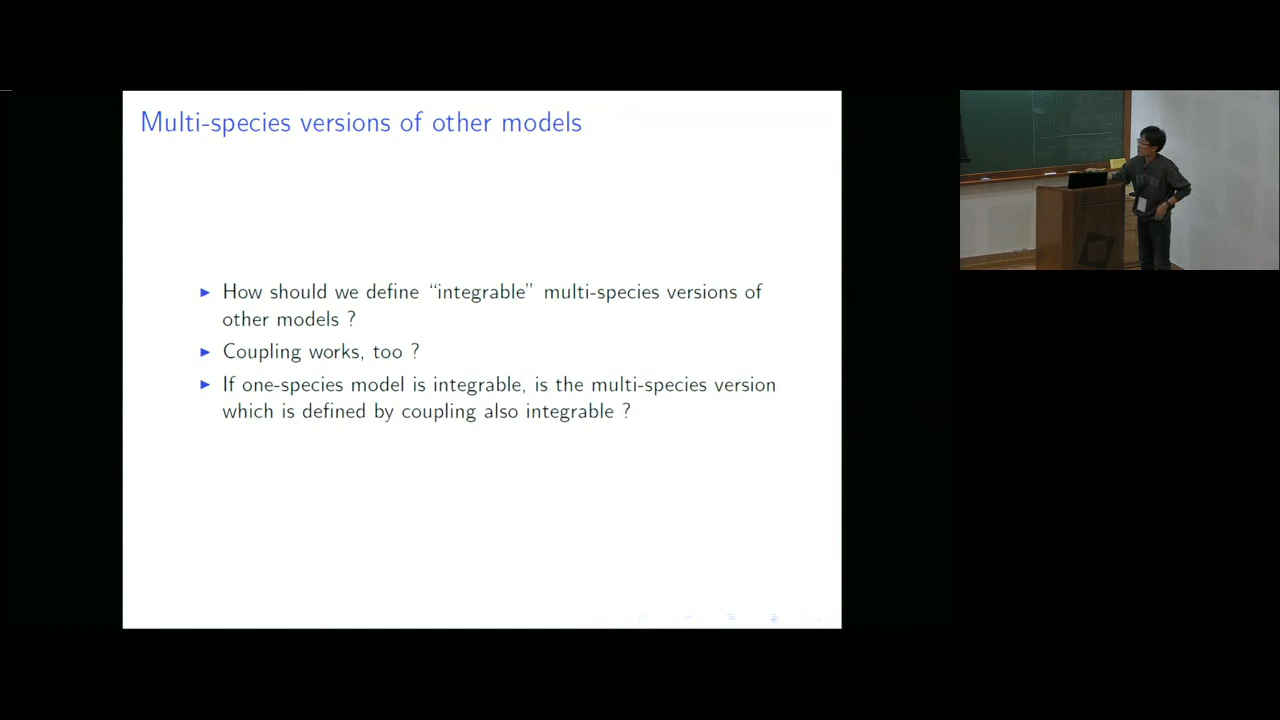 Multi-species versions of other models
▶ How should we define “integrable” multi-species versions of
other models ?
▶ Coupling works, too ?
▶ If one-species model is integrable, is the multi-species version
which is defined by coupling also integrable ?